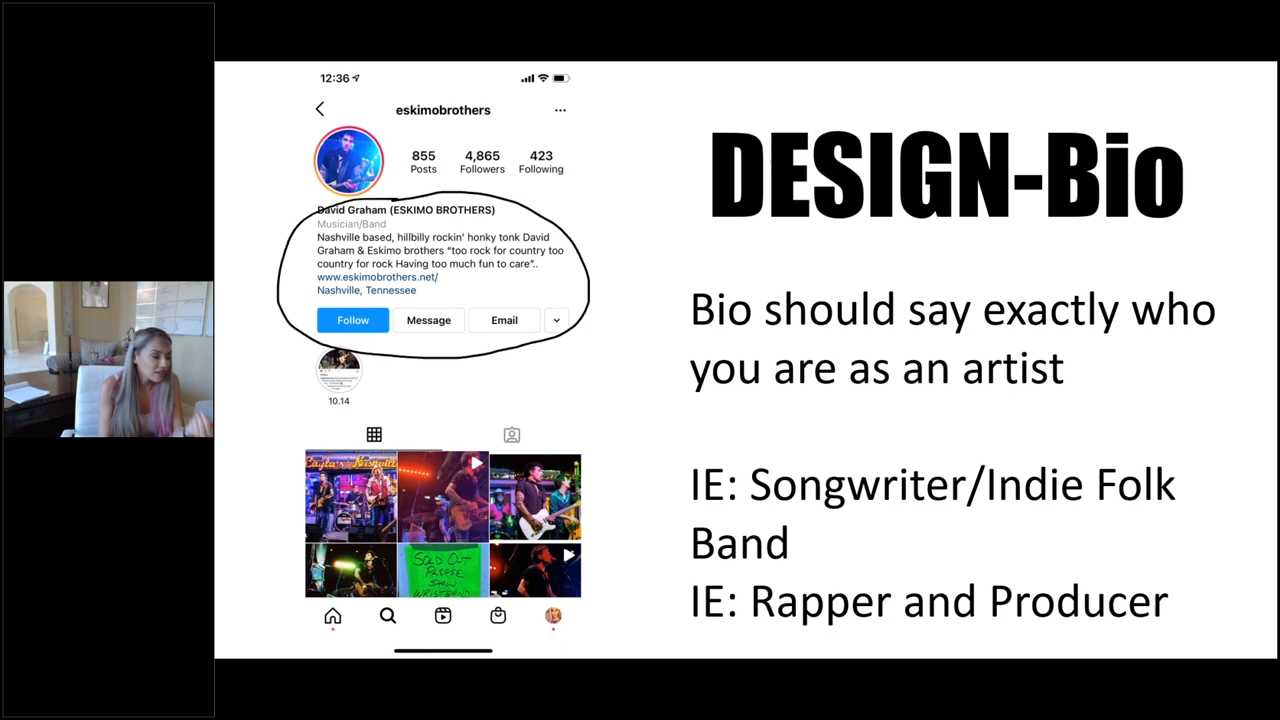 12:36
eskimobrothers
855
Posts
4,865
Followers
423
Following
David Graham (ESKIMO BROTHERS)
Musician/Band
Nashville based, hillbilly rockin' honky tonk David
Graham & Eskimo brothers "too rock for country too
country for rock Having too much fun to care"..
www.eskimobrothers.net/
Nashville, Tennessee
Follow
Message
Email
10.14
SOLD OUT
PLEASE
SHOW
WRISTBAND
DESIGN-Bio
Bio should say exactly who
you are as an artist
IE: Songwriter/Indie Folk
Band
IE: Rapper and Producer